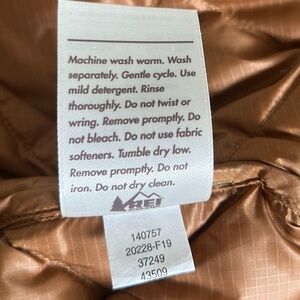 Machine wash warm. Wash
separately. Gentle cycle. Use
mild detergent. Rinse
thoroughly. Do not twist or
wring. Remove promptly. Do
not bleach. Do not use fabric
softeners. Tumble dry low.
Remove promptly. Do not
iron. Do not dry clean.
REI
140757
20228-F19
37249
43509